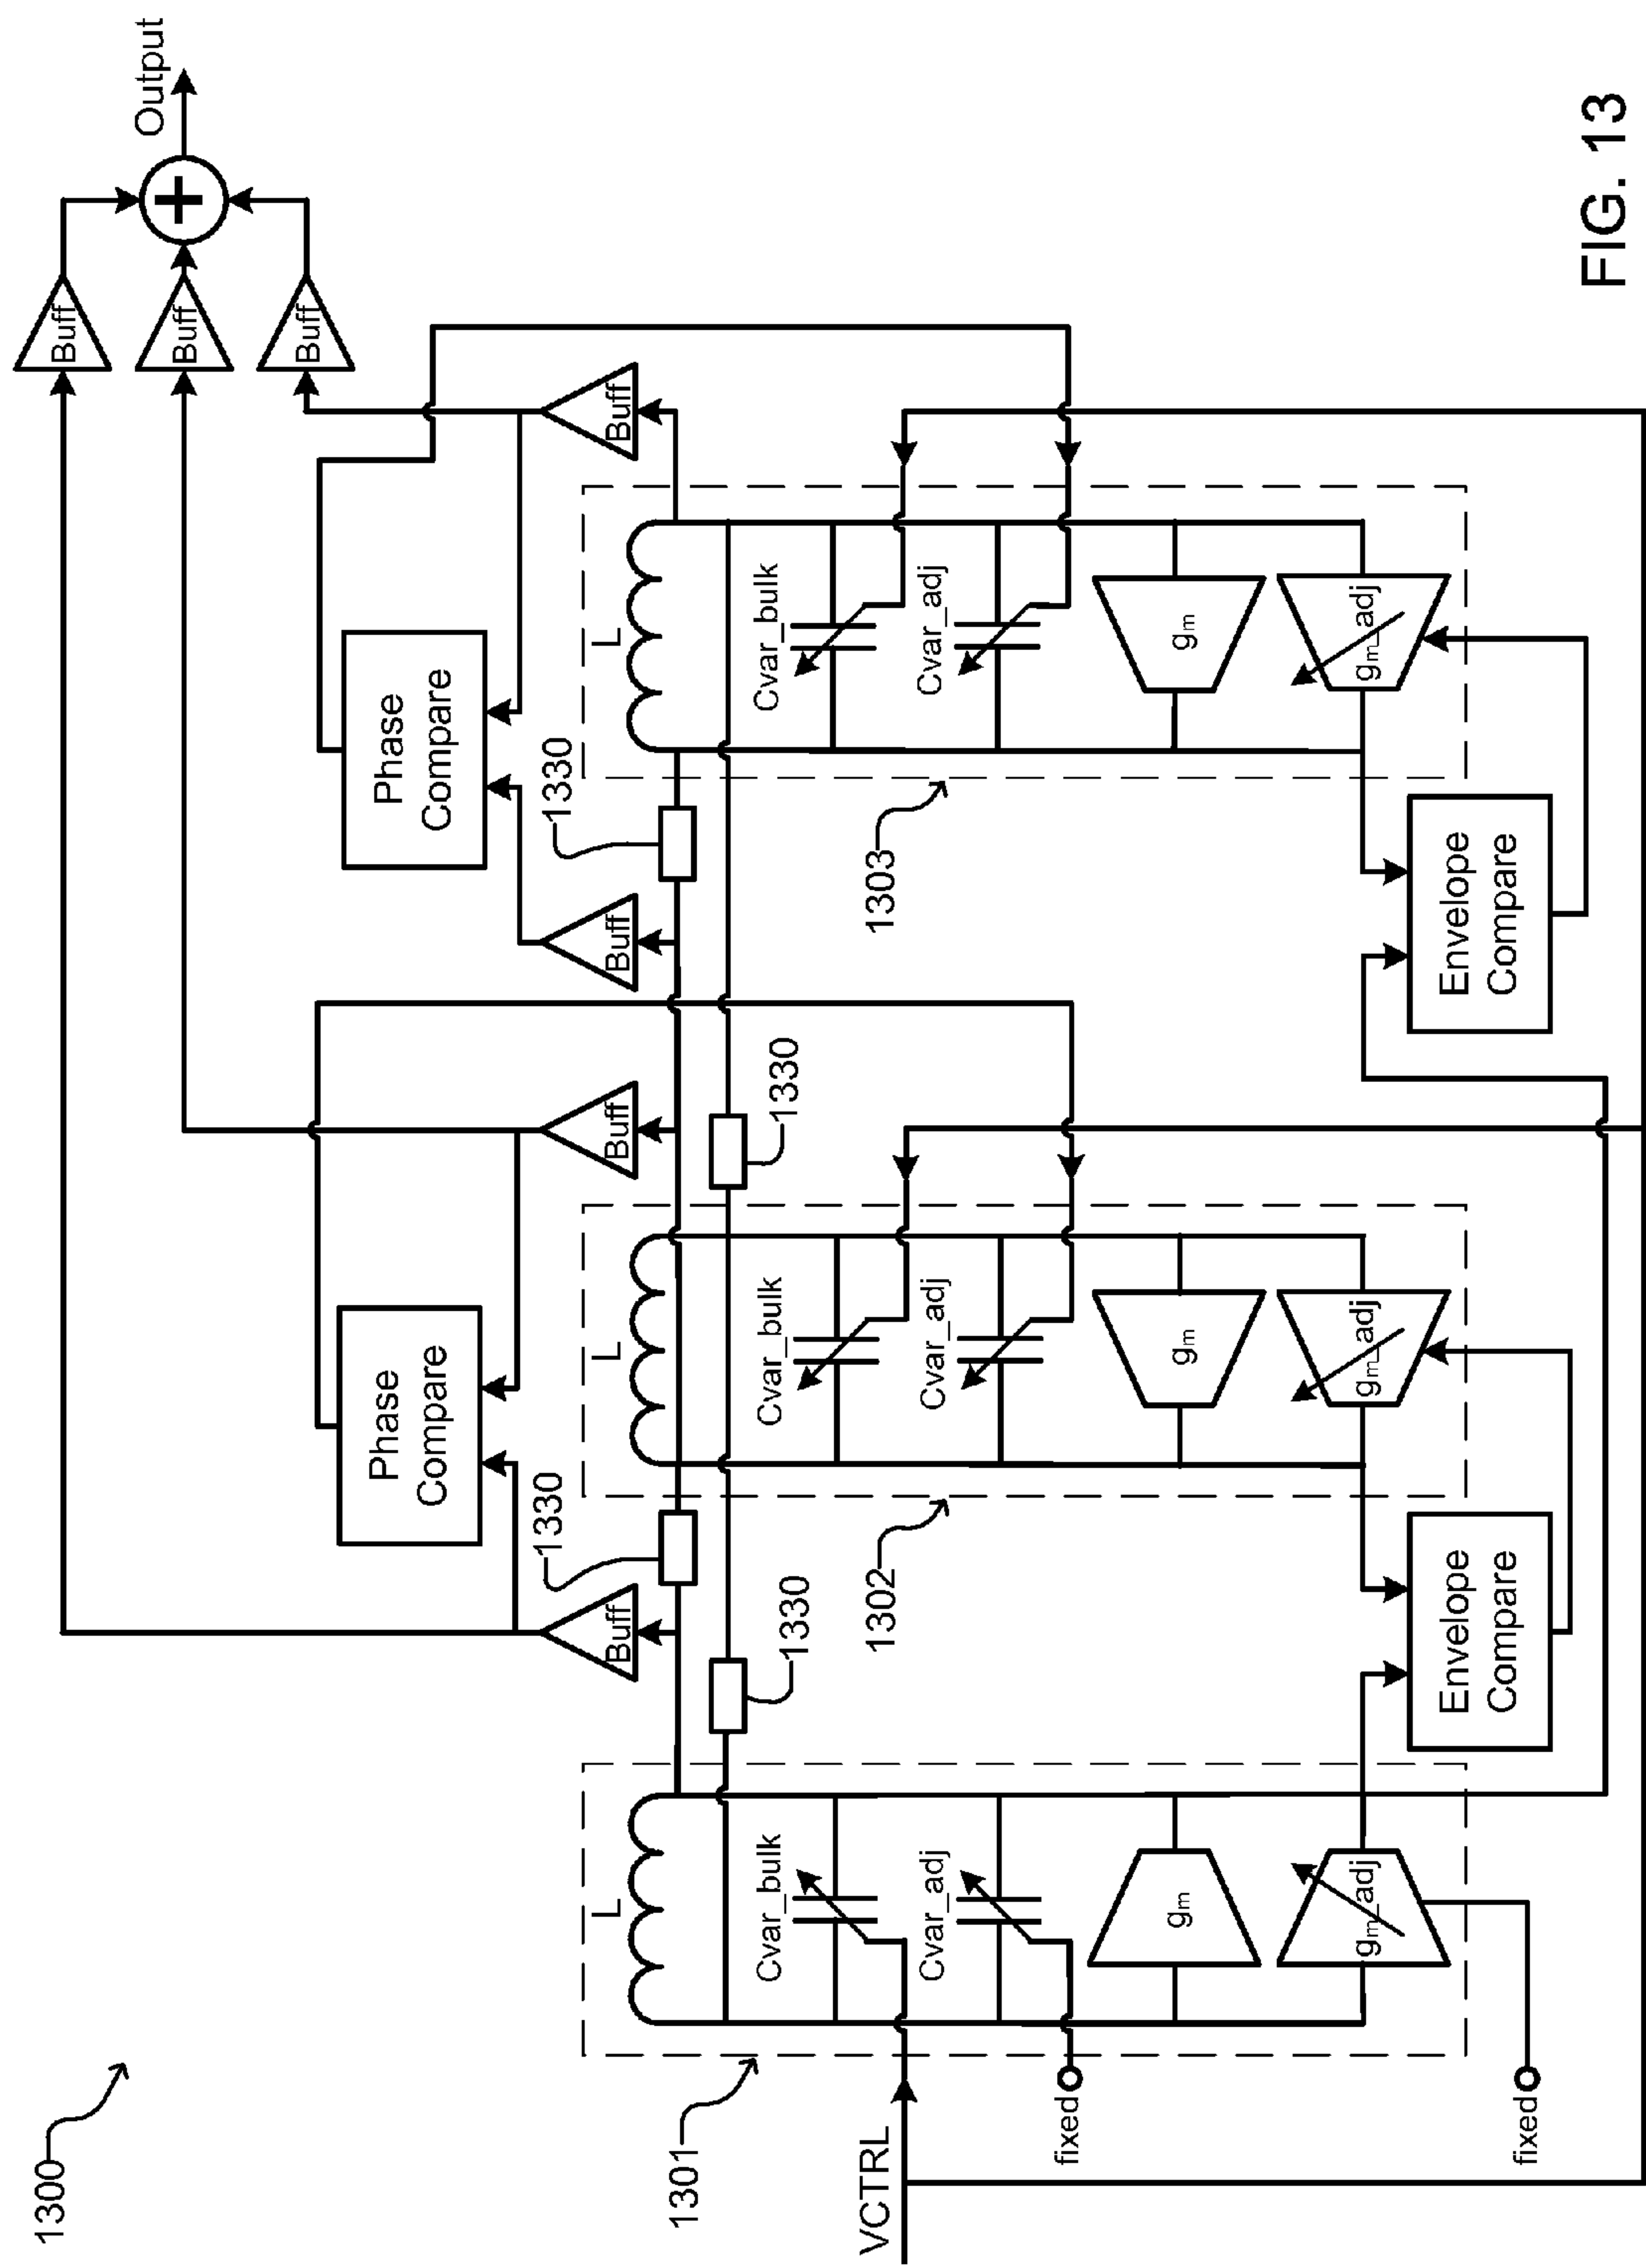 1300
Output
Buff
Buff
Buff
Phase
Compare
Phase
Compare
Buff
Buff
Buff
Buff
1330
1330
1330
1330
L
L
L
Cvar_bulk
Cvar_bulk
Cvar_bulk
Cvar_adj
Cvar_adj
Cvar_adj
gm
gm
gm
gm_adj
gm_adj
gm_adj
1301
1302
1303
VCTRL
fixed
fixed
Envelope
Compare
Envelope
Compare
FIG. 13